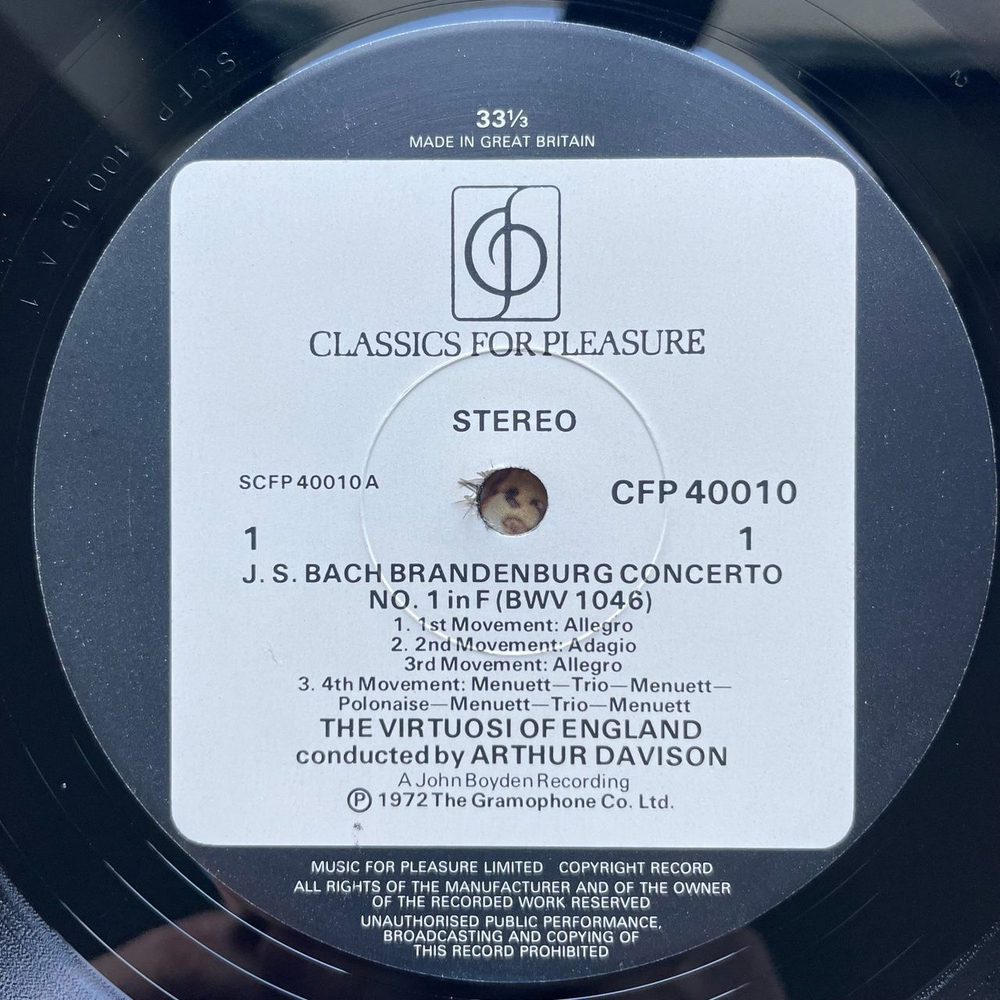 33⅓
MADE IN GREAT BRITAIN
CLASSICS FOR PLEASURE
STEREO
SCFP 40010 A
CFP 40010
1 1
J. S. BACH BRANDENBURG CONCERTO
NO. 1 in F (BWV 1046)
1. 1st Movement: Allegro
2. 2nd Movement: Adagio
3rd Movement: Allegro
3. 4th Movement: Menuett—Trio—Menuett—
Polonaise—Menuett—Trio—Menuett
THE VIRTUOSI OF ENGLAND
conducted by ARTHUR DAVISON
A John Boyden Recording
℗ 1972 The Gramophone Co. Ltd.
MUSIC FOR PLEASURE LIMITED COPYRIGHT RECORD
ALL RIGHTS OF THE MANUFACTURER AND OF THE OWNER
OF THE RECORDED WORK RESERVED
UNAUTHORISED PUBLIC PERFORMANCE,
BROADCASTING AND COPYING OF
THIS RECORD PROHIBITED
SCFP 40010 A 1
2